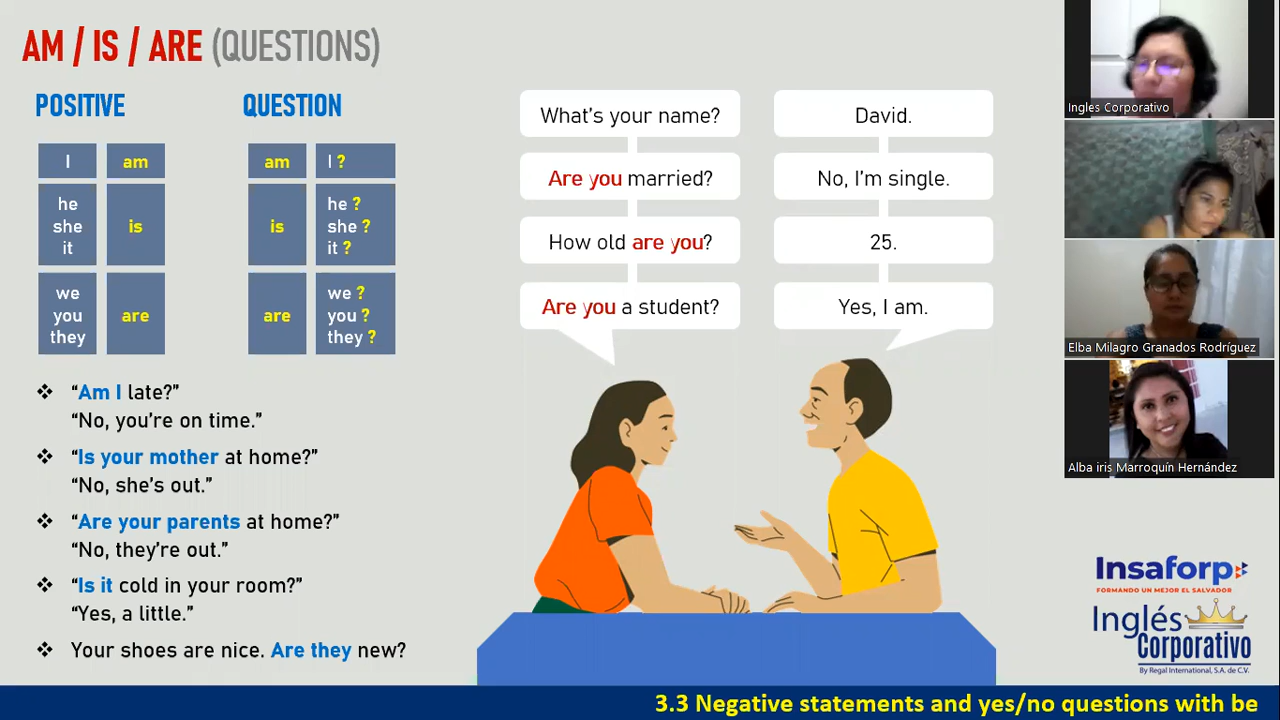 AM / IS / ARE (QUESTIONS)
POSITIVE
I
am
he
she
it
is
we
you
they
are
QUESTION
am
I ?
is
he ?
she ?
it ?
are
we ?
you ?
they ?
❖ “Am I late?”
“No, you’re on time.”
❖ “Is your mother at home?”
“No, she’s out.”
❖ “Are your parents at home?”
“No, they’re out.”
❖ “Is it cold in your room?”
“Yes, a little.”
❖ Your shoes are nice. Are they new?
What’s your name?
David.
Are you married?
No, I’m single.
How old are you?
25.
Are you a student?
Yes, I am.
Ingles Corporativo
Elba Milagro Granados Rodríguez
Alba iris Marroquín Hernández
Insaforp
FORMANDO UN MEJOR EL SALVADOR
Inglés
Corporativo
By Regal International, S.A. de C.V.
3.3 Negative statements and yes/no questions with be